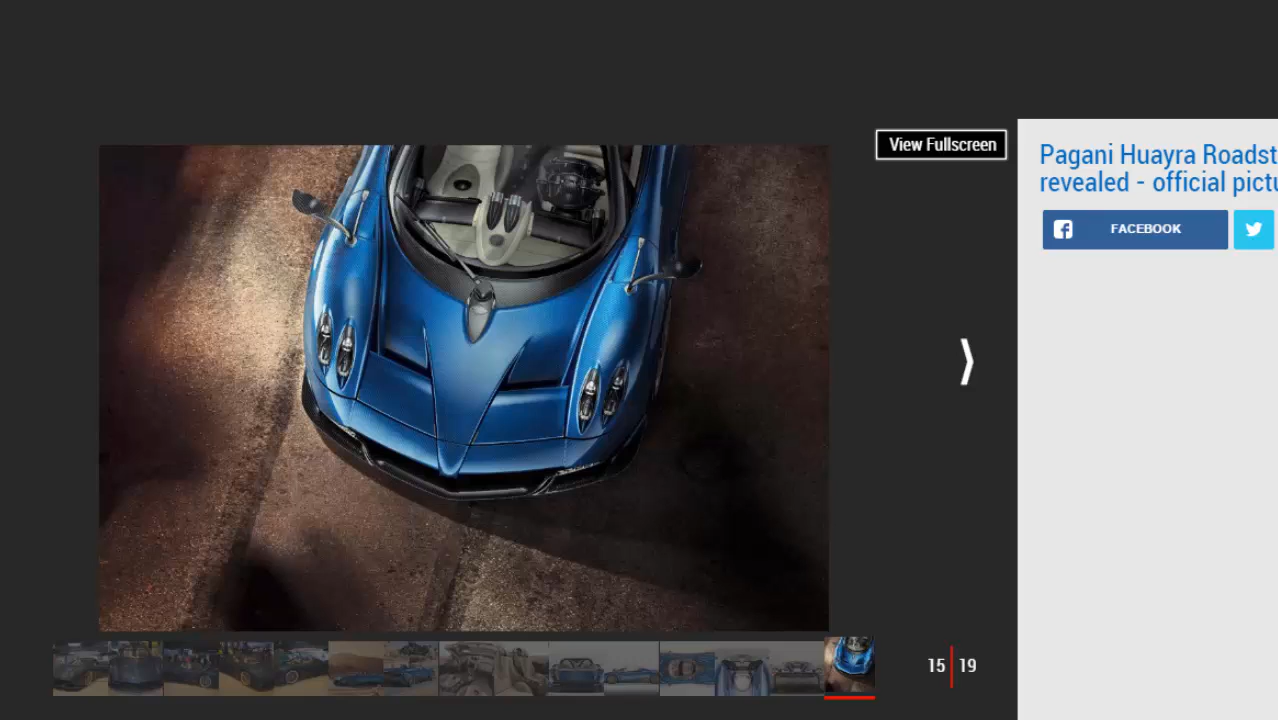 View Fullscreen
Pagani Huayra Roadst
revealed - official pictu
FACEBOOK
15 19